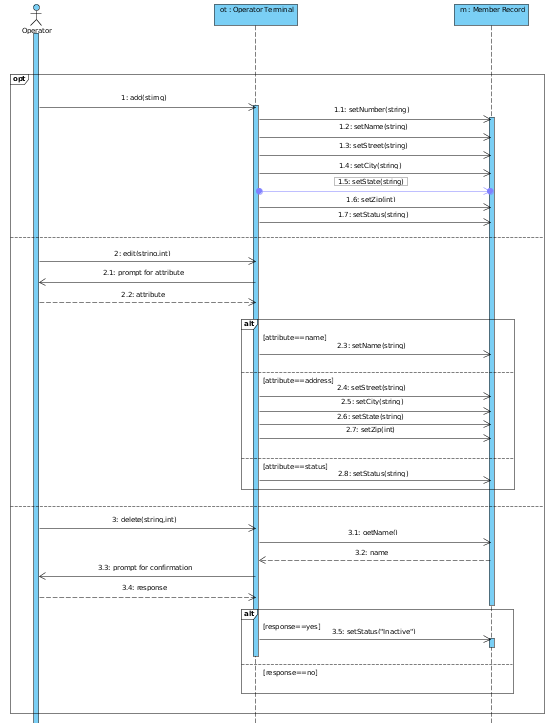 ot : Operator Terminal
m : Member Record
Operator
opt
1: add(string)
1.1: setNumber(string)
1.2: setName(string)
1.3: setStreet(string)
1.4: setCity(string)
1.5: setState(string)
1.6: setZip(int)
1.7: setStatus(string)
2: edit(string,int)
2.1: prompt for attribute
2.2: attribute
alt
[attribute==name]
2.3: setName(string)
[attribute==address]
2.4: setStreet(string)
2.5: setCity(string)
2.6: setState(string)
2.7: setZip(int)
[attribute==status]
2.8: setStatus(string)
3: delete(string,int)
3.1: getName()
3.2: name
3.3: prompt for confirmation
3.4: response
alt
[response==yes]
3.5: setStatus("Inactive")
[response==no]